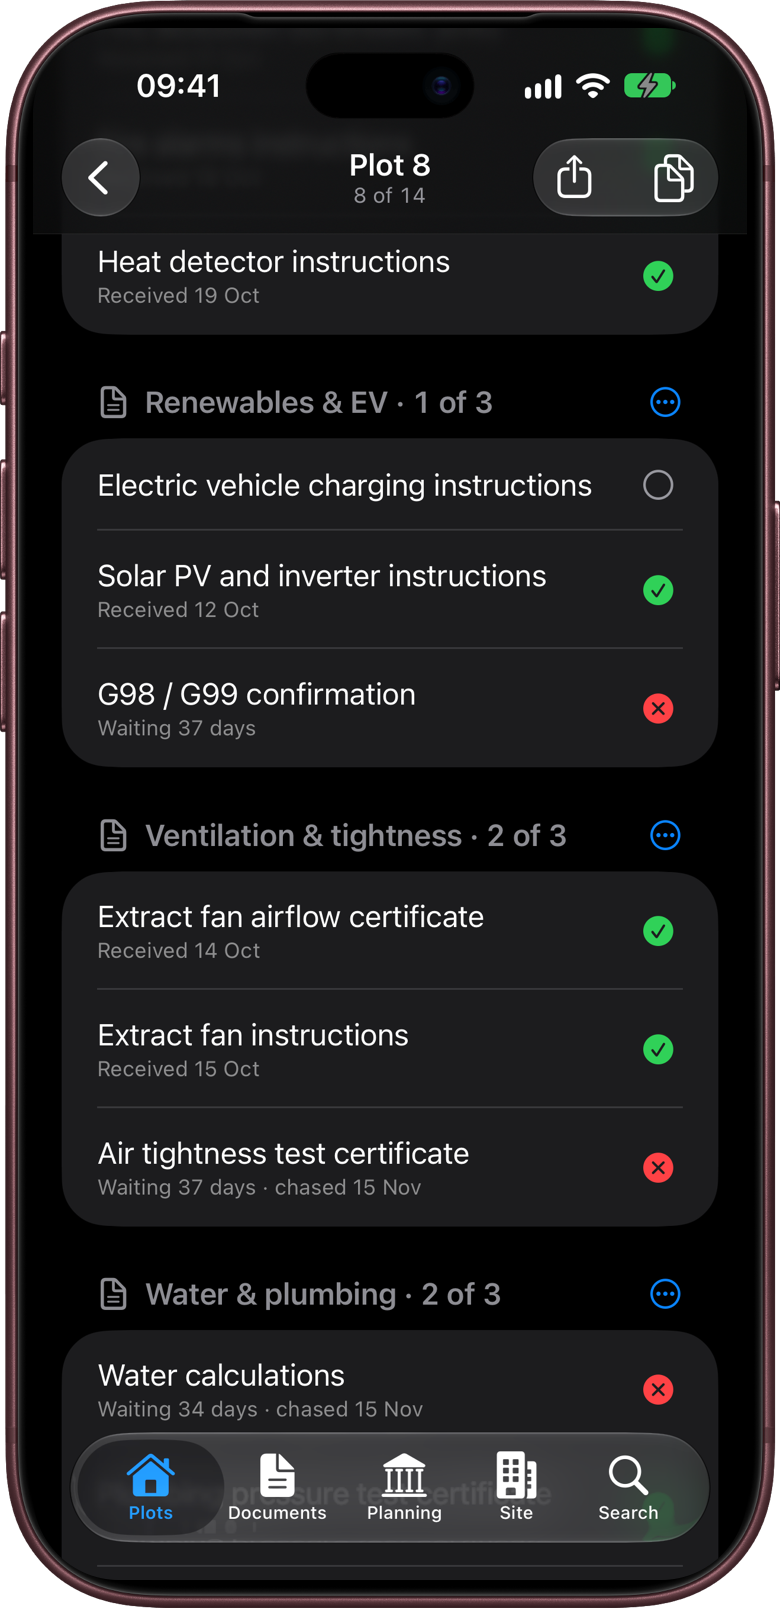 09:41
Plot 8
8 of 14
Heat detector instructions
Received 19 Oct
Renewables & EV · 1 of 3
Electric vehicle charging instructions
Solar PV and inverter instructions
Received 12 Oct
G98 / G99 confirmation
Waiting 37 days
Ventilation & tightness · 2 of 3
Extract fan airflow certificate
Received 14 Oct
Extract fan instructions
Received 15 Oct
Air tightness test certificate
Waiting 37 days · chased 15 Nov
Water & plumbing · 2 of 3
Water calculations
Waiting 34 days · chased 15 Nov
pressure test certificate
Plots
Documents
Planning
Site
Search